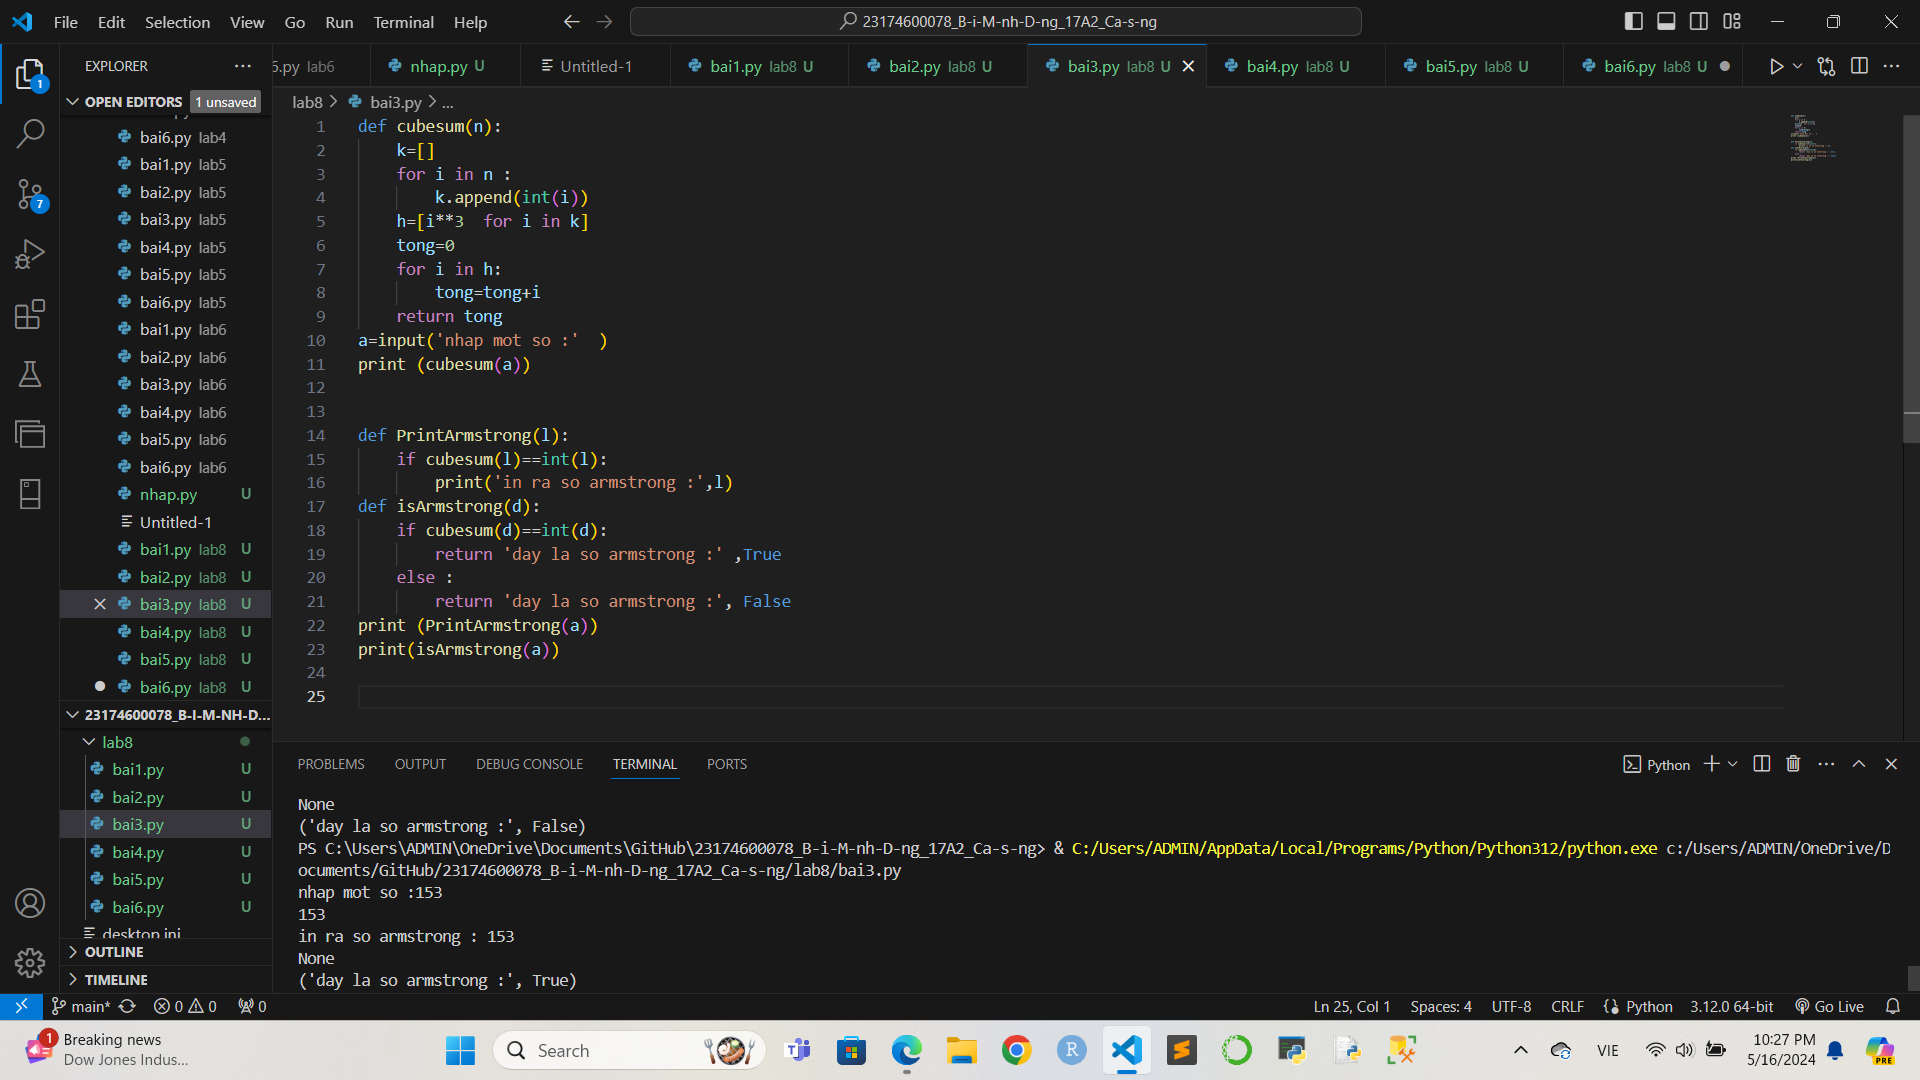 File Edit Selection View Go Run Terminal Help
23174600078_B-i-M-nh-D-ng_17A2_Ca-s-ng
EXPLORER
6.py lab6
nhap.py U
Untitled-1
bai1.py lab8 U
bai2.py lab8 U
bai3.py lab8 U
bai4.py lab8 U
bai5.py lab8 U
bai6.py lab8 U
OPEN EDITORS 1 unsaved
bai6.py lab4
bai1.py lab5
bai2.py lab5
bai3.py lab5
bai4.py lab5
bai5.py lab5
bai6.py lab5
bai1.py lab6
bai2.py lab6
bai3.py lab6
bai4.py lab6
bai5.py lab6
bai6.py lab6
nhap.py U
Untitled-1
bai1.py lab8 U
bai2.py lab8 U
bai3.py lab8 U
bai4.py lab8 U
bai5.py lab8 U
bai6.py lab8 U
23174600078_B-I-M-NH-D...
lab8
bai1.py U
bai2.py U
bai3.py U
bai4.py U
bai5.py U
bai6.py U
desktop.ini
OUTLINE
TIMELINE
1
7
lab8 > bai3.py > ...
1 def cubesum(n):
2 k=[]
3 for i in n :
4 k.append(int(i))
5 h=[i**3  for i in k]
6 tong=0
7 for i in h:
8 tong=tong+i
9 return tong
10 a=input('nhap mot so :'  )
11 print (cubesum(a))
12
13
14 def PrintArmstrong(l):
15 if cubesum(l)==int(l):
16 print('in ra so armstrong :',l)
17 def isArmstrong(d):
18 if cubesum(d)==int(d):
19 return 'day la so armstrong :' ,True
20 else :
21 return 'day la so armstrong :', False
22 print (PrintArmstrong(a))
23 print(isArmstrong(a))
24
25
PROBLEMS OUTPUT DEBUG CONSOLE TERMINAL PORTS
Python
None
('day la so armstrong :', False)
PS C:\Users\ADMIN\OneDrive\Documents\GitHub\23174600078_B-i-M-nh-D-ng_17A2_Ca-s-ng> & C:/Users/ADMIN/AppData/Local/Programs/Python/Python312/python.exe c:/Users/ADMIN/OneDrive/D
ocuments/GitHub/23174600078_B-i-M-nh-D-ng_17A2_Ca-s-ng/lab8/bai3.py
nhap mot so :153
153
in ra so armstrong : 153
None
('day la so armstrong :', True)
main* 0 0 0
Ln 25, Col 1 Spaces: 4 UTF-8 CRLF Python 3.12.0 64-bit Go Live
1
Breaking news
Dow Jones Indus...
Search
VIE
10:27 PM
5/16/2024
PRE